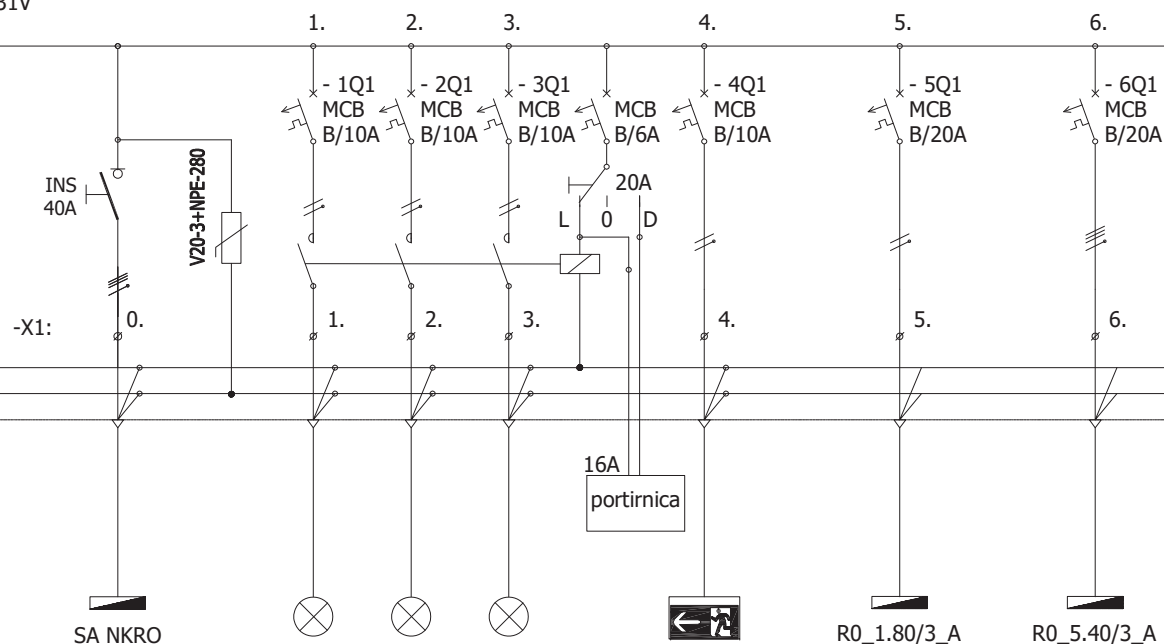 1.
2.
3.
4.
5.
6.
- 1Q1
MCB
B/10A
- 2Q1
MCB
B/10A
- 3Q1
MCB
B/10A
MCB
B/6A
- 4Q1
MCB
B/10A
- 5Q1
MCB
B/20A
- 6Q1
MCB
B/20A
INS
40A
V20-3+NPE-280
20A
L 0 D
-X1:
0.
1.
2.
3.
4.
5.
6.
16A
portirnica
SA NKRO
R0_1.80/3_A
R0_5.40/3_A